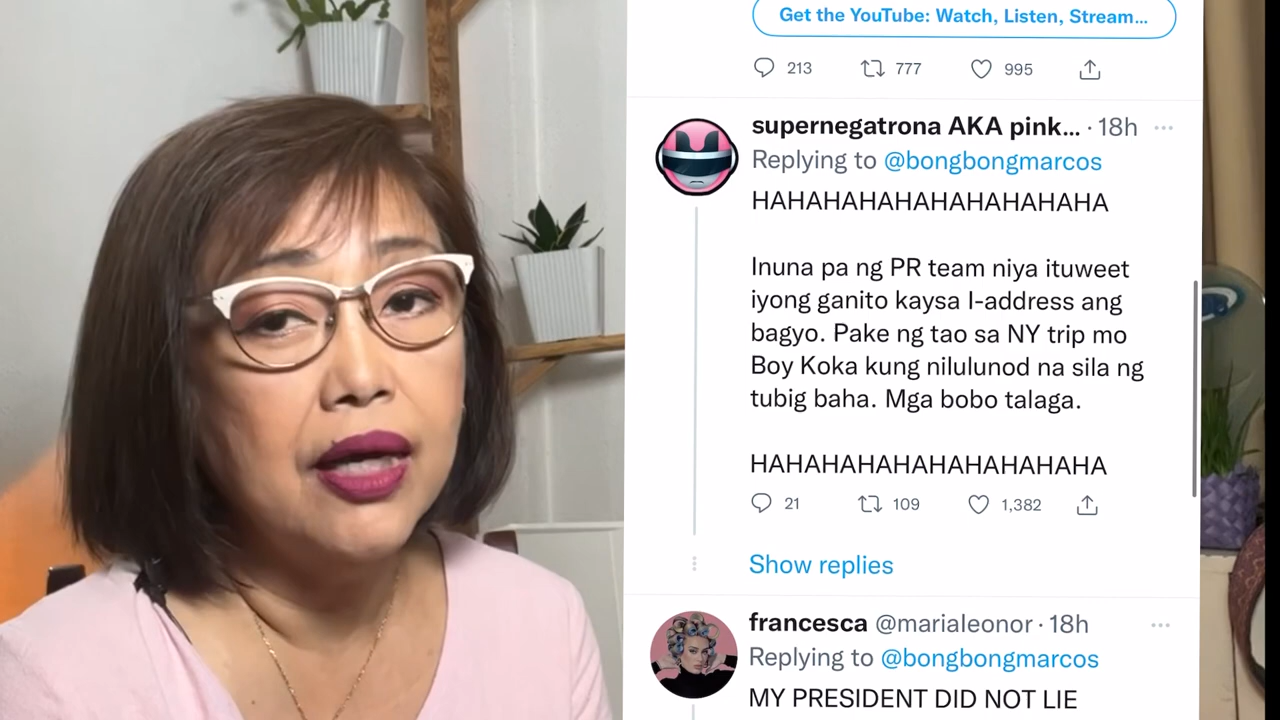 Get the YouTube: Watch, Listen, Stream...
213 777 995
supernegatrona AKA pink... · 18h
Replying to @bongbongmarcos
HAHAHAHAHAHAHAHAHAHA
Inuna pa ng PR team niya ituweet
iyong ganito kaysa I-address ang
bagyo. Pake ng tao sa NY trip mo
Boy Koka kung nilulunod na sila ng
tubig baha. Mga bobo talaga.
HAHAHAHAHAHAHAHAHAHA
21 109 1,382
Show replies
francesca @marialeonor · 18h
Replying to @bongbongmarcos
MY PRESIDENT DID NOT LIE